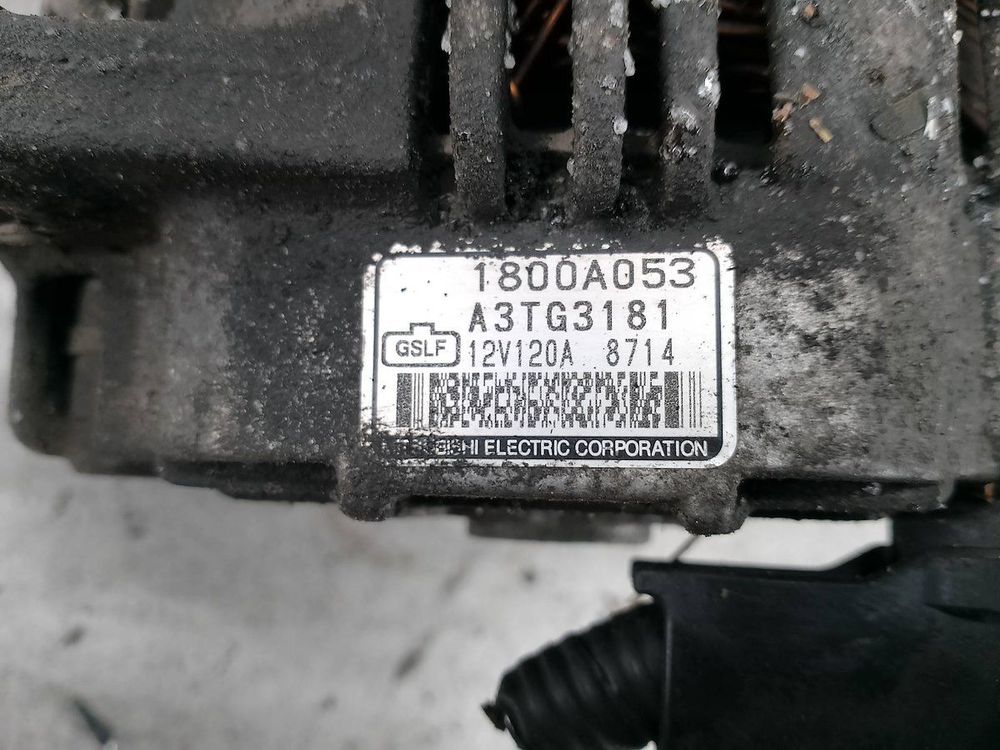 1800A053
A3TG3181
GSLF
12V120A 8714
ELECTRIC CORPORATION